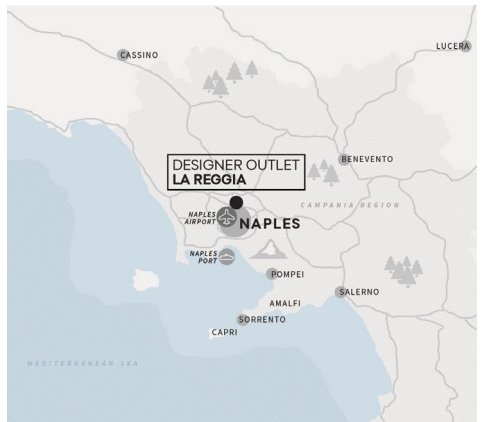 CASSINO
LUCERA
DESIGNER OUTLET
LA REGGIA
BENEVENTO
CAMPANIA REGION
NAPLES
AIRPORT
NAPLES
NAPLES
PORT
POMPEI
SALERNO
AMALFI
SORRENTO
CAPRI
MEDITERRANEAN SEA